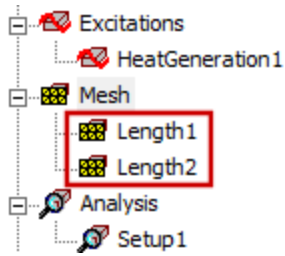 Excitations
HeatGeneration1
Mesh
Length1
Length2
Analysis
Setup1